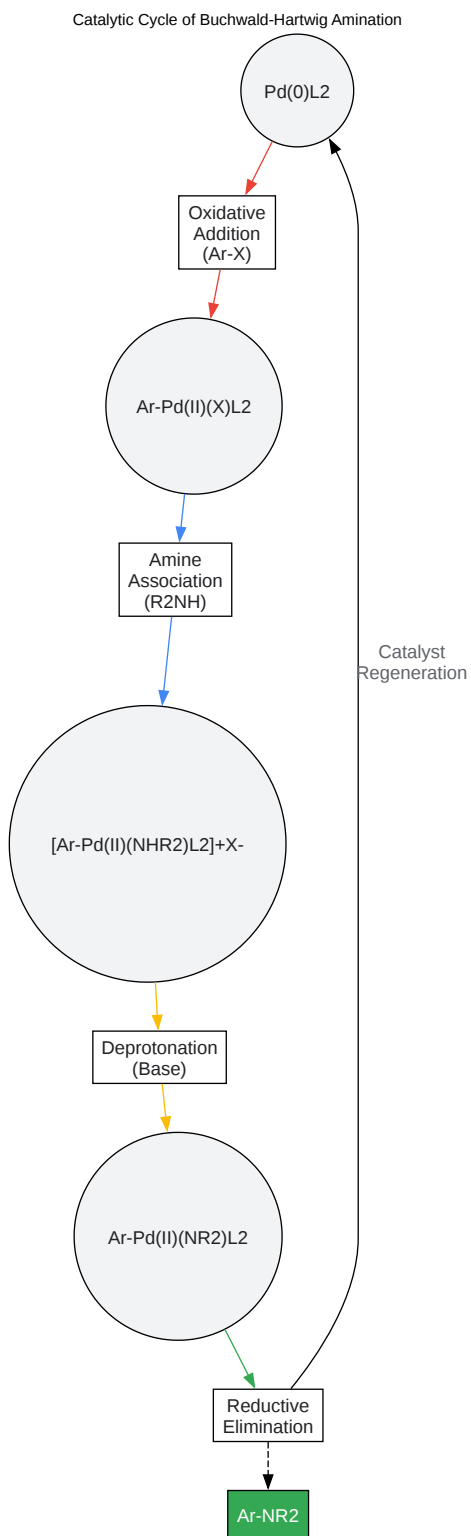 Catalytic Cycle of Buchwald-Hartwig Amination
Pd(0)L2
Oxidative
Addition
(Ar-X)
Ar-Pd(II)(X)L2
Amine
Association
(R2NH)
Catalyst
Regeneration
[Ar-Pd(II)(NHR2)L2]+X-
Deprotonation
(Base)
Ar-Pd(II)(NR2)L2
Reductive
Elimination
Ar-NR2